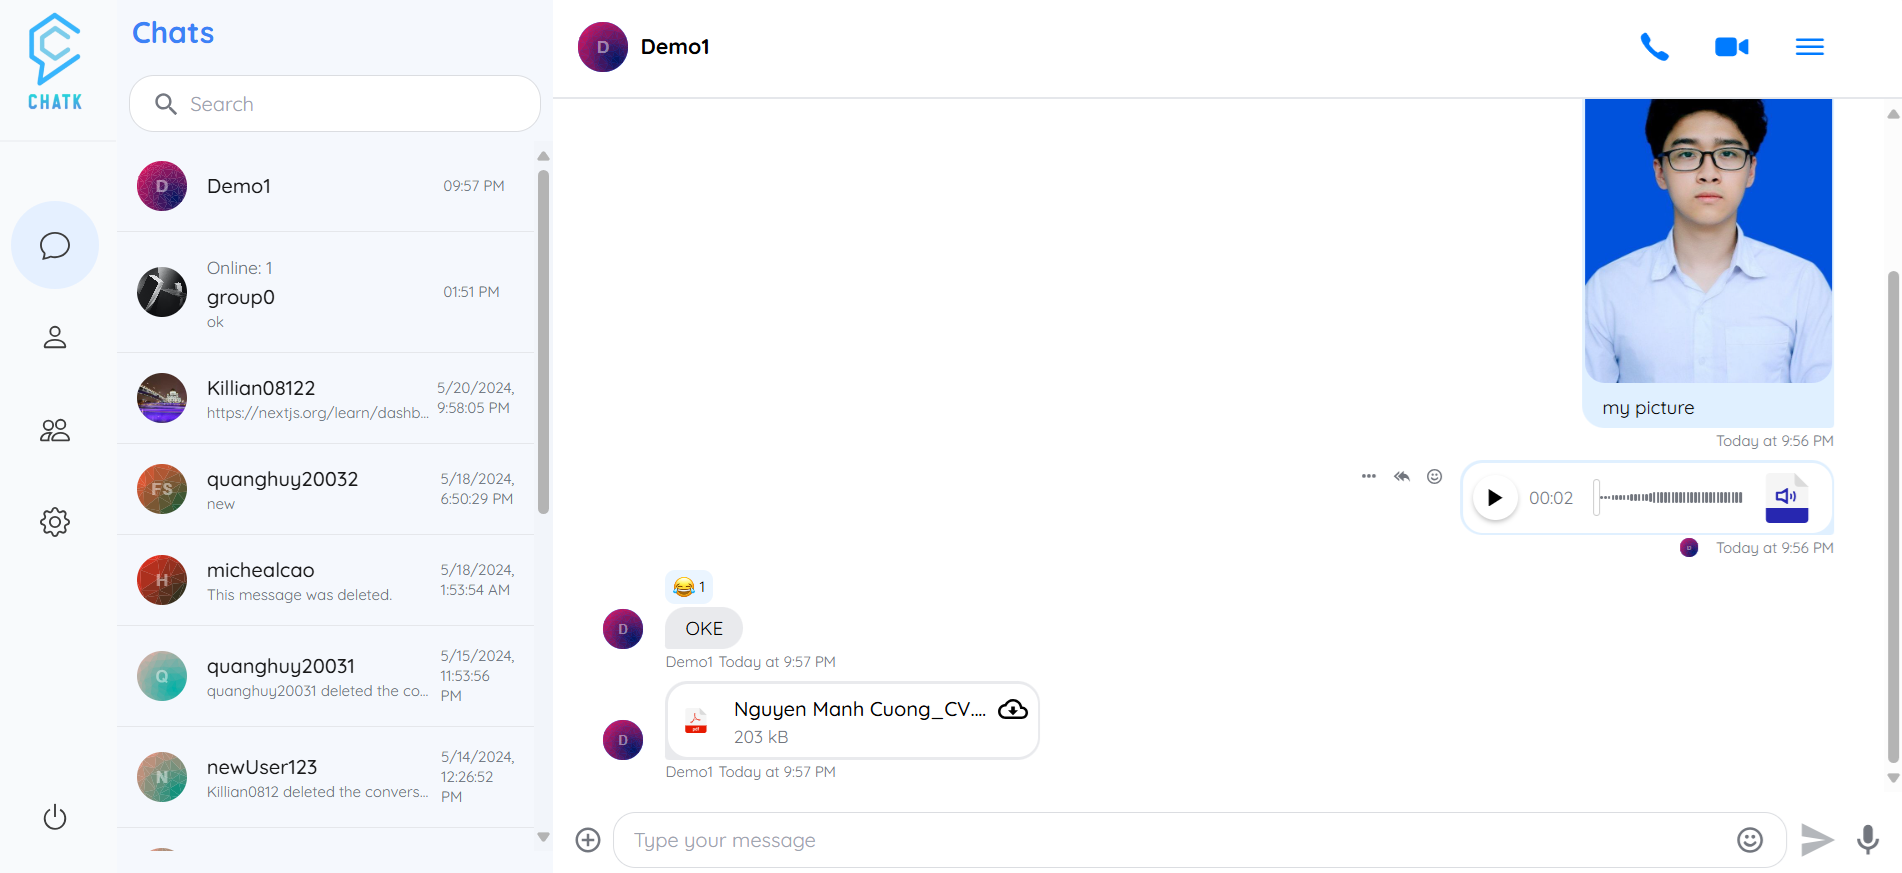 CHATK
Chats
Search
D
Demo1
09:57 PM
Online: 1
group0
ok
01:51 PM
Killian08122
https://nextjs.org/learn/dashb...
5/20/2024,
9:58:05 PM
FS
quanghuy20032
new
5/18/2024,
6:50:29 PM
H
michealcao
This message was deleted.
5/18/2024,
1:53:54 AM
Q
quanghuy20031
quanghuy20031 deleted the co...
5/15/2024,
11:53:56
PM
N
newUser123
Killian0812 deleted the convers...
5/14/2024,
12:26:52
PM
D
Demo1
my picture
Today at 9:56 PM
00:02
Today at 9:56 PM
😂 1
D
OKE
Demo1 Today at 9:57 PM
D
pdf
Nguyen Manh Cuong_CV....
203 kB
Demo1 Today at 9:57 PM
Type your message